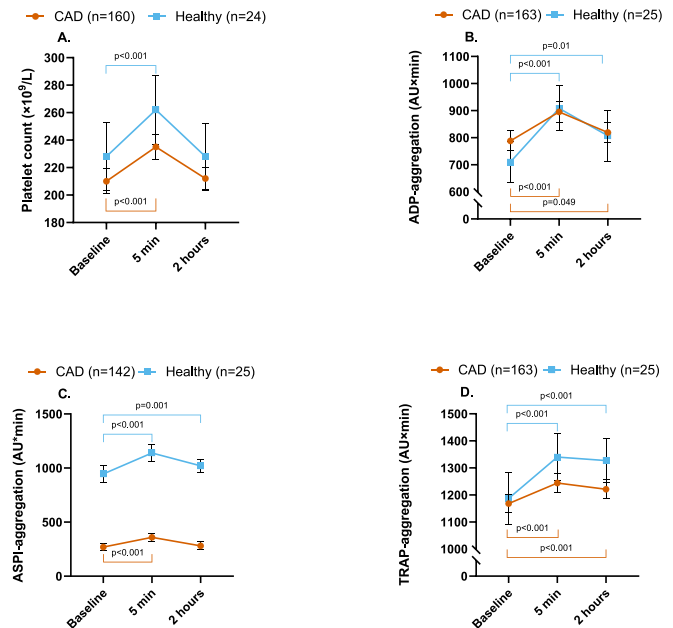 CAD (n=160) Healthy (n=24)
A.
Platelet count (×10⁹/L)
300
280
260
240
220
200
180
p<0.001
p<0.001
Baseline
5 min
2 hours
CAD (n=163) Healthy (n=25)
B.
ADP-aggregation (AU×min)
1100
1000
900
800
700
600
0
p=0.01
p<0.001
p<0.001
p=0.049
Baseline
5 min
2 hours
CAD (n=142) Healthy (n=25)
C.
ASPI-aggregation (AU*min)
1500
1000
500
0
p=0.001
p<0.001
p<0.001
Baseline
5 min
2 hours
CAD (n=163) Healthy (n=25)
D.
TRAP-aggregation (AU×min)
1500
1400
1300
1200
1100
1000
0
p<0.001
p<0.001
p<0.001
p<0.001
Baseline
5 min
2 hours